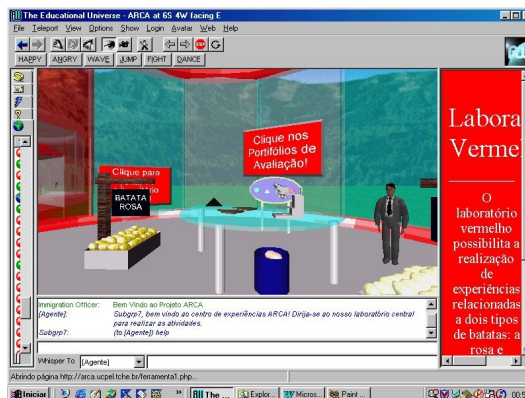 The Educational Universe - ARCA at 6S 4W facing E
File Teleport View Options Show Login Avatar Web Help
HAPPY ANGRY WAVE JUMP FIGHT DANCE
Clique nos
Portifólios de
Avaliação!
Clique para
BATATA
ROSA
Labora
Verme
O
laboratório
vermelho
possibilita a
realização
de
experiências
relacionadas
a dois tipos
de batatas: a
rosa e
Immigration Officer: Bem Vindo ao Projeto ARCA
[Agente]: Subgrp7, bem vindo ao centro de experiências ARCA! Dirija-se ao nosso laboratório central
para realizar as atividades.
Subgrp7: (to [Agente]) help
Whisper To [Agente]
Abrindo página http://arca.ucpel.tche.br/ferramenta1.php...
Iniciar The ... Explor... Micros... Paint ...